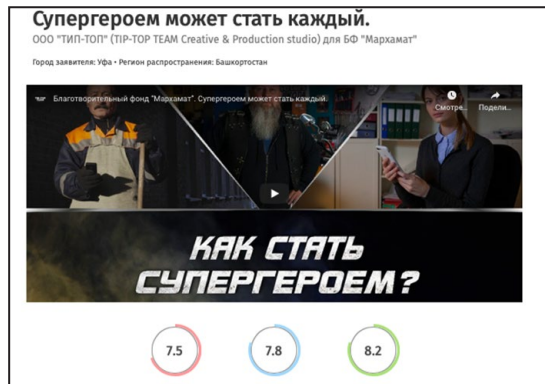 Супергероем может стать каждый.
ООО "ТИП-ТОП" (TIP-TOP TEAM Creative & Production studio) для БФ "Мархамат"
Город заявителя: Уфа • Регион распространения: Башкортостан
Благотворительный фонд "Мархамат". Супергероем может стать каждый.
Смотре... Подели...
КАК СТАТЬ
СУПЕРГЕРОЕМ?
7.5 7.8 8.2